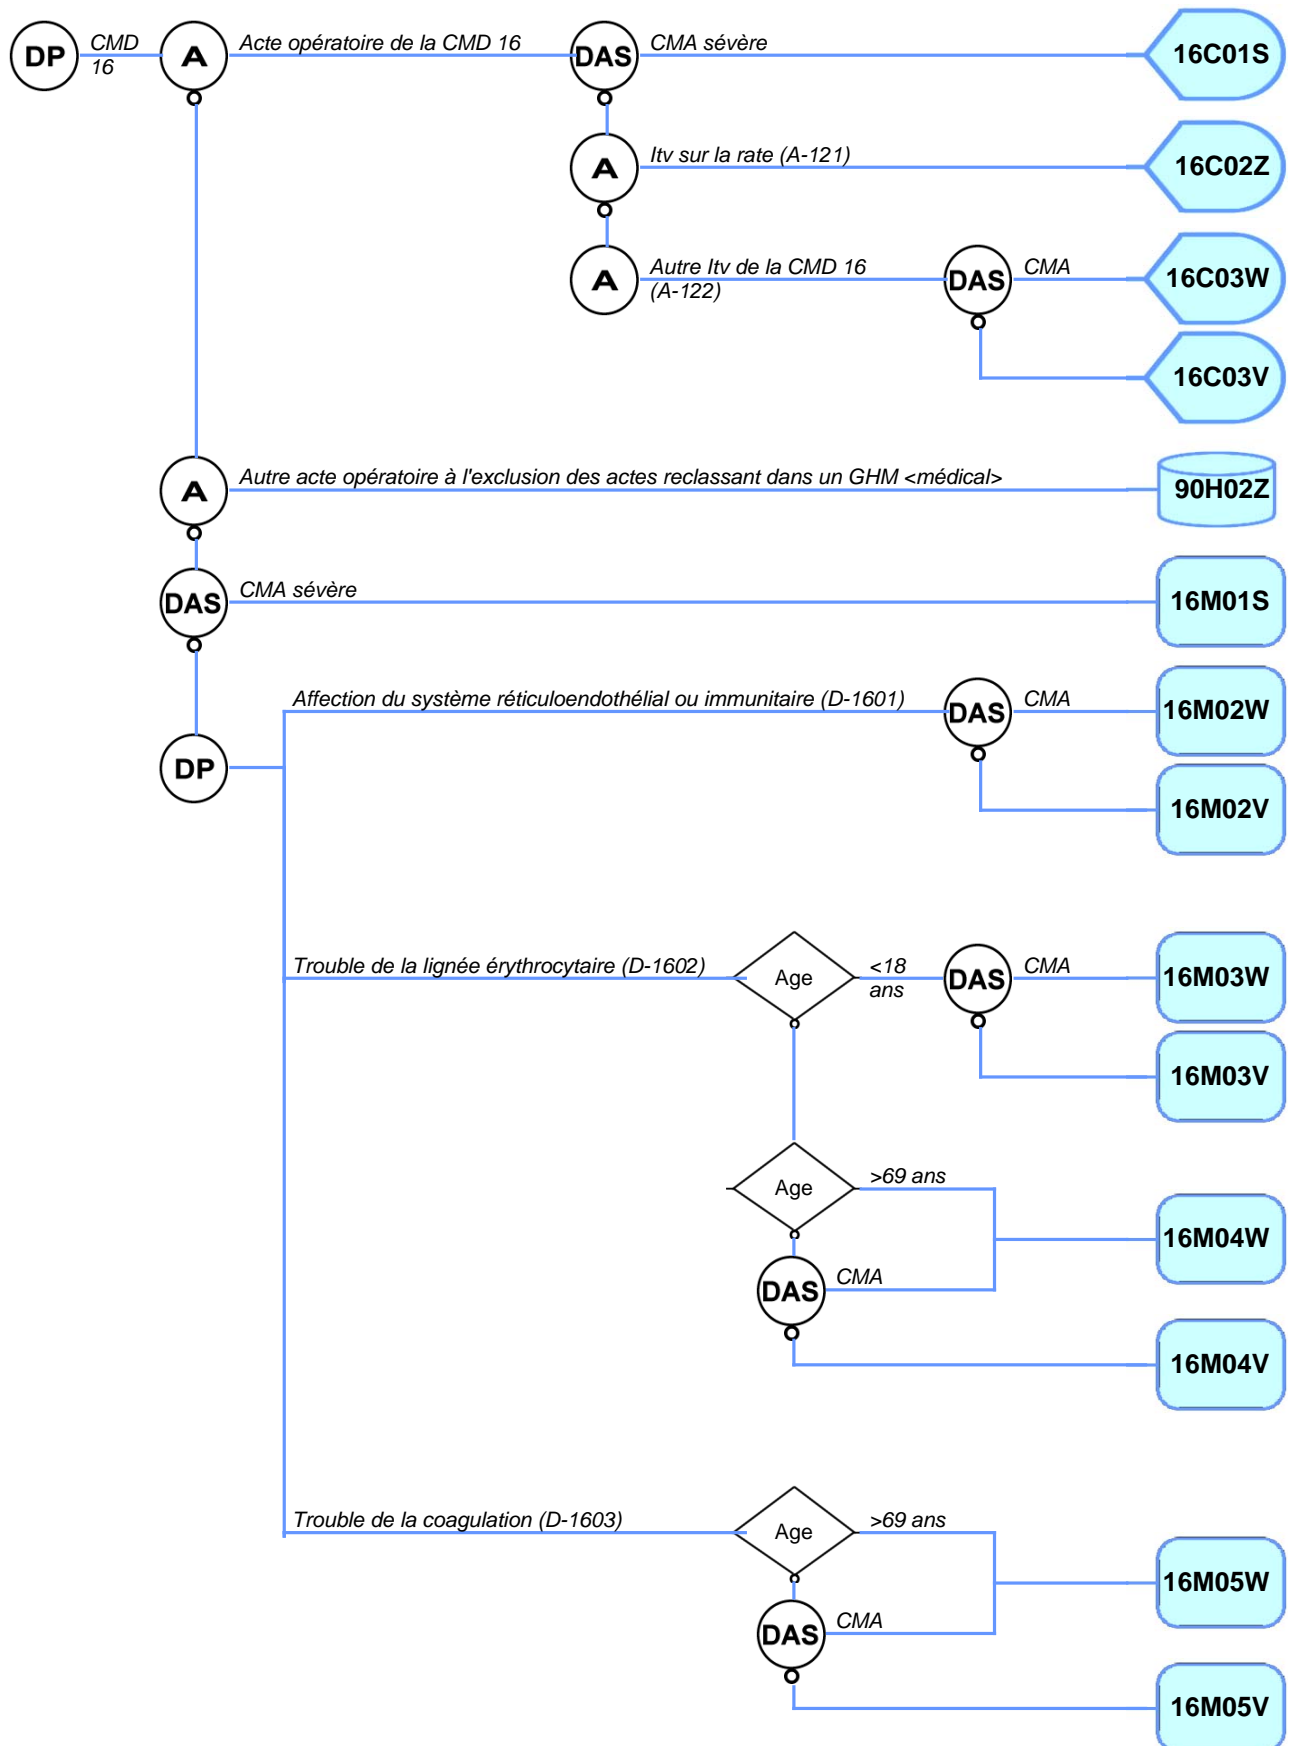 DP
CMD
16
A
Acte opératoire de la CMD 16
DAS
CMA sévère
16C01S
A
Itv sur la rate (A-121)
16C02Z
A
Autre Itv de la CMD 16
(A-122)
DAS
CMA
16C03W
16C03V
A
Autre acte opératoire à l'exclusion des actes reclassant dans un GHM <médical>
90H02Z
DAS
CMA sévère
16M01S
DP
Affection du système réticuloendothélial ou immunitaire (D-1601)
DAS
CMA
16M02W
16M02V
Trouble de la lignée érythrocytaire (D-1602)
Age
<18
ans
DAS
CMA
16M03W
16M03V
Age
>69 ans
16M04W
DAS
CMA
16M04V
Trouble de la coagulation (D-1603)
Age
>69 ans
16M05W
DAS
CMA
16M05V